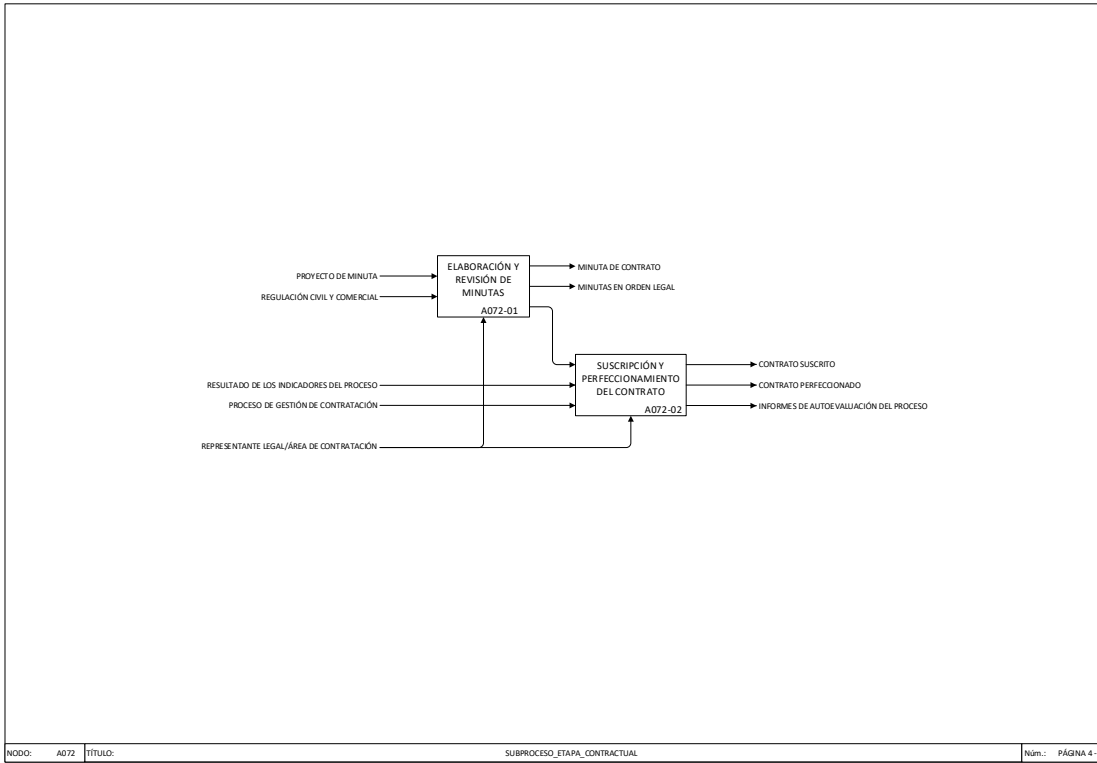 PROYECTO DE MINUTA
REGULACIÓN CIVIL Y COMERCIAL
ELABORACIÓN Y
REVISIÓN DE
MINUTAS
A072-01
MINUTA DE CONTRATO
MINUTAS EN ORDEN LEGAL
RESULTADO DE LOS INDICADORES DEL PROCESO
PROCESO DE GESTIÓN DE CONTRATACIÓN
REPRESENTANTE LEGAL/ÁREA DE CONTRATACIÓN
SUSCRIPCIÓN Y
PERFECCIONAMIENTO
DEL CONTRATO
A072-02
CONTRATO SUSCRITO
CONTRATO PERFECCIONADO
INFORMES DE AUTOEVALUACIÓN DEL PROCESO
NODO: A072 TÍTULO: SUBPROCESO_ETAPA_CONTRACTUAL Núm.: PÁGINA 4 -